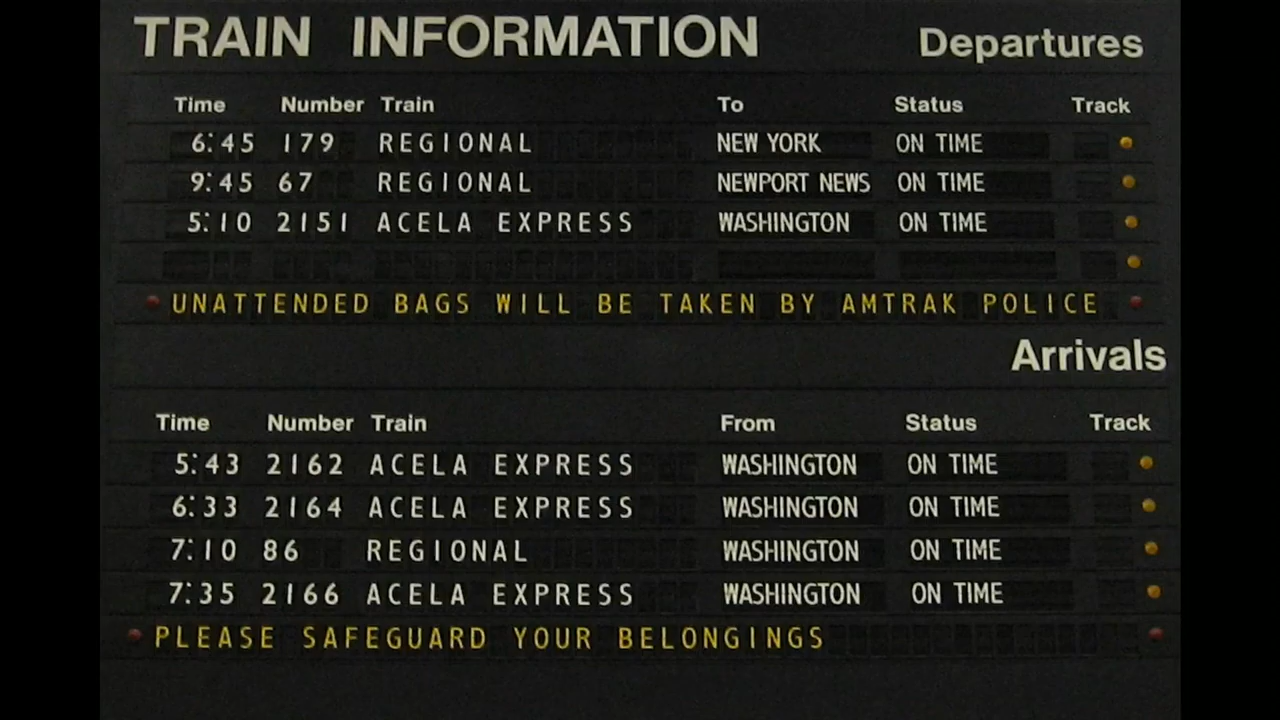 TRAIN INFORMATION Departures
Time Number Train To Status Track
6:45 179 REGIONAL NEW YORK ON TIME
9:45 67 REGIONAL NEWPORT NEWS ON TIME
5:10 2151 ACELA EXPRESS WASHINGTON ON TIME
UNATTENDED BAGS WILL BE TAKEN BY AMTRAK POLICE
Arrivals
Time Number Train From Status Track
5:43 2162 ACELA EXPRESS WASHINGTON ON TIME
6:33 2164 ACELA EXPRESS WASHINGTON ON TIME
7:10 86 REGIONAL WASHINGTON ON TIME
7:35 2166 ACELA EXPRESS WASHINGTON ON TIME
PLEASE SAFEGUARD YOUR BELONGINGS